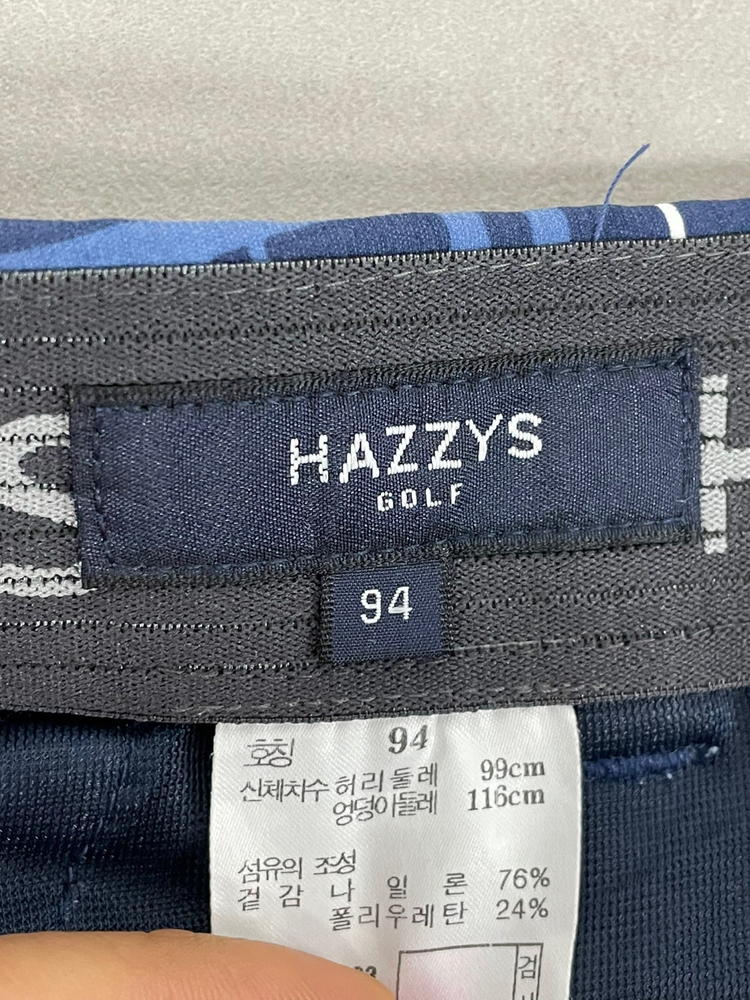 HAZZYS
GOLF
94
호칭 94
신체치수 허리둘레 99cm
엉덩이둘레 116cm
섬유의 조성
겉감 나일론 76%
폴리우레탄 24%
검